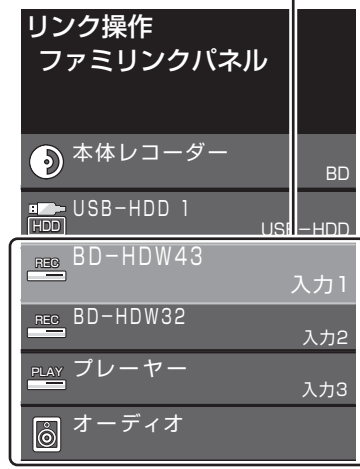 リンク操作
ファミリンクパネル
本体レコーダー
BD
USB-HDD 1
HDD
USB-HDD
REC
BD-HDW43
入力1
REC
BD-HDW32
入力2
PLAY
プレーヤー
入力3
オーディオ